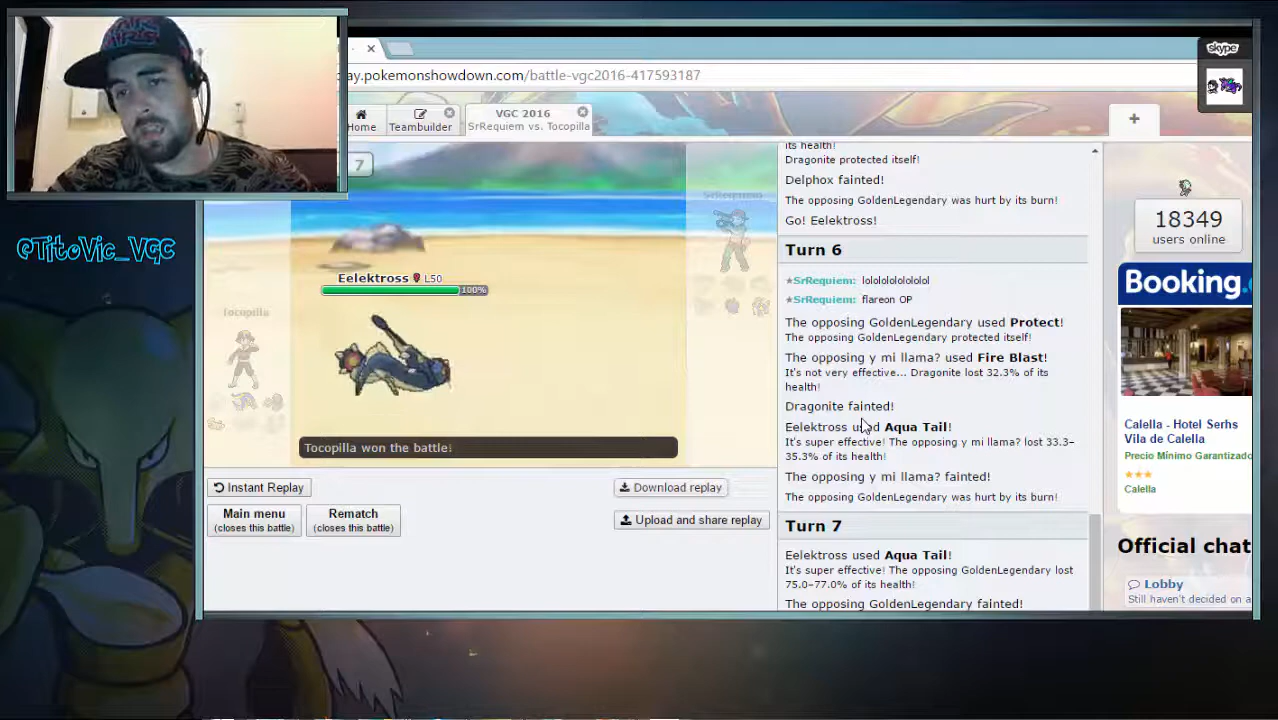 skype
ay.pokemonshowdown.com/battle-vgc2016-417593187
Home
Teambuilder
VGC 2016
SrRequiem vs. Tocopilla
+
7
SrRequiem
Tocopilla
Eelektross L50
100%
Tocopilla won the battle!
Instant Replay
Download replay
Main menu
(closes this battle)
Rematch
(closes this battle)
Upload and share replay
its health!
Dragonite protected itself!
Delphox fainted!
The opposing GoldenLegendary was hurt by its burn!
Go! Eelektross!
Turn 6
★SrRequiem: lolololololololol
★SrRequiem: flareon OP
The opposing GoldenLegendary used Protect!
The opposing GoldenLegendary protected itself!
The opposing y mi llama? used Fire Blast!
It's not very effective... Dragonite lost 32.3% of its
health!
Dragonite fainted!
Eelektross used Aqua Tail!
It's super effective! The opposing y mi llama? lost 33.3–
35.3% of its health!
The opposing y mi llama? fainted!
The opposing GoldenLegendary was hurt by its burn!
Turn 7
Eelektross used Aqua Tail!
It's super effective! The opposing GoldenLegendary lost
75.0–77.0% of its health!
The opposing GoldenLegendary fainted!
18349
users online
Booking.
Calella - Hotel Serhs
Vila de Calella
Precio Mínimo Garantizado
★★★
Calella
Official chat
Lobby
Still haven't decided on a
@TitoVic_VGC